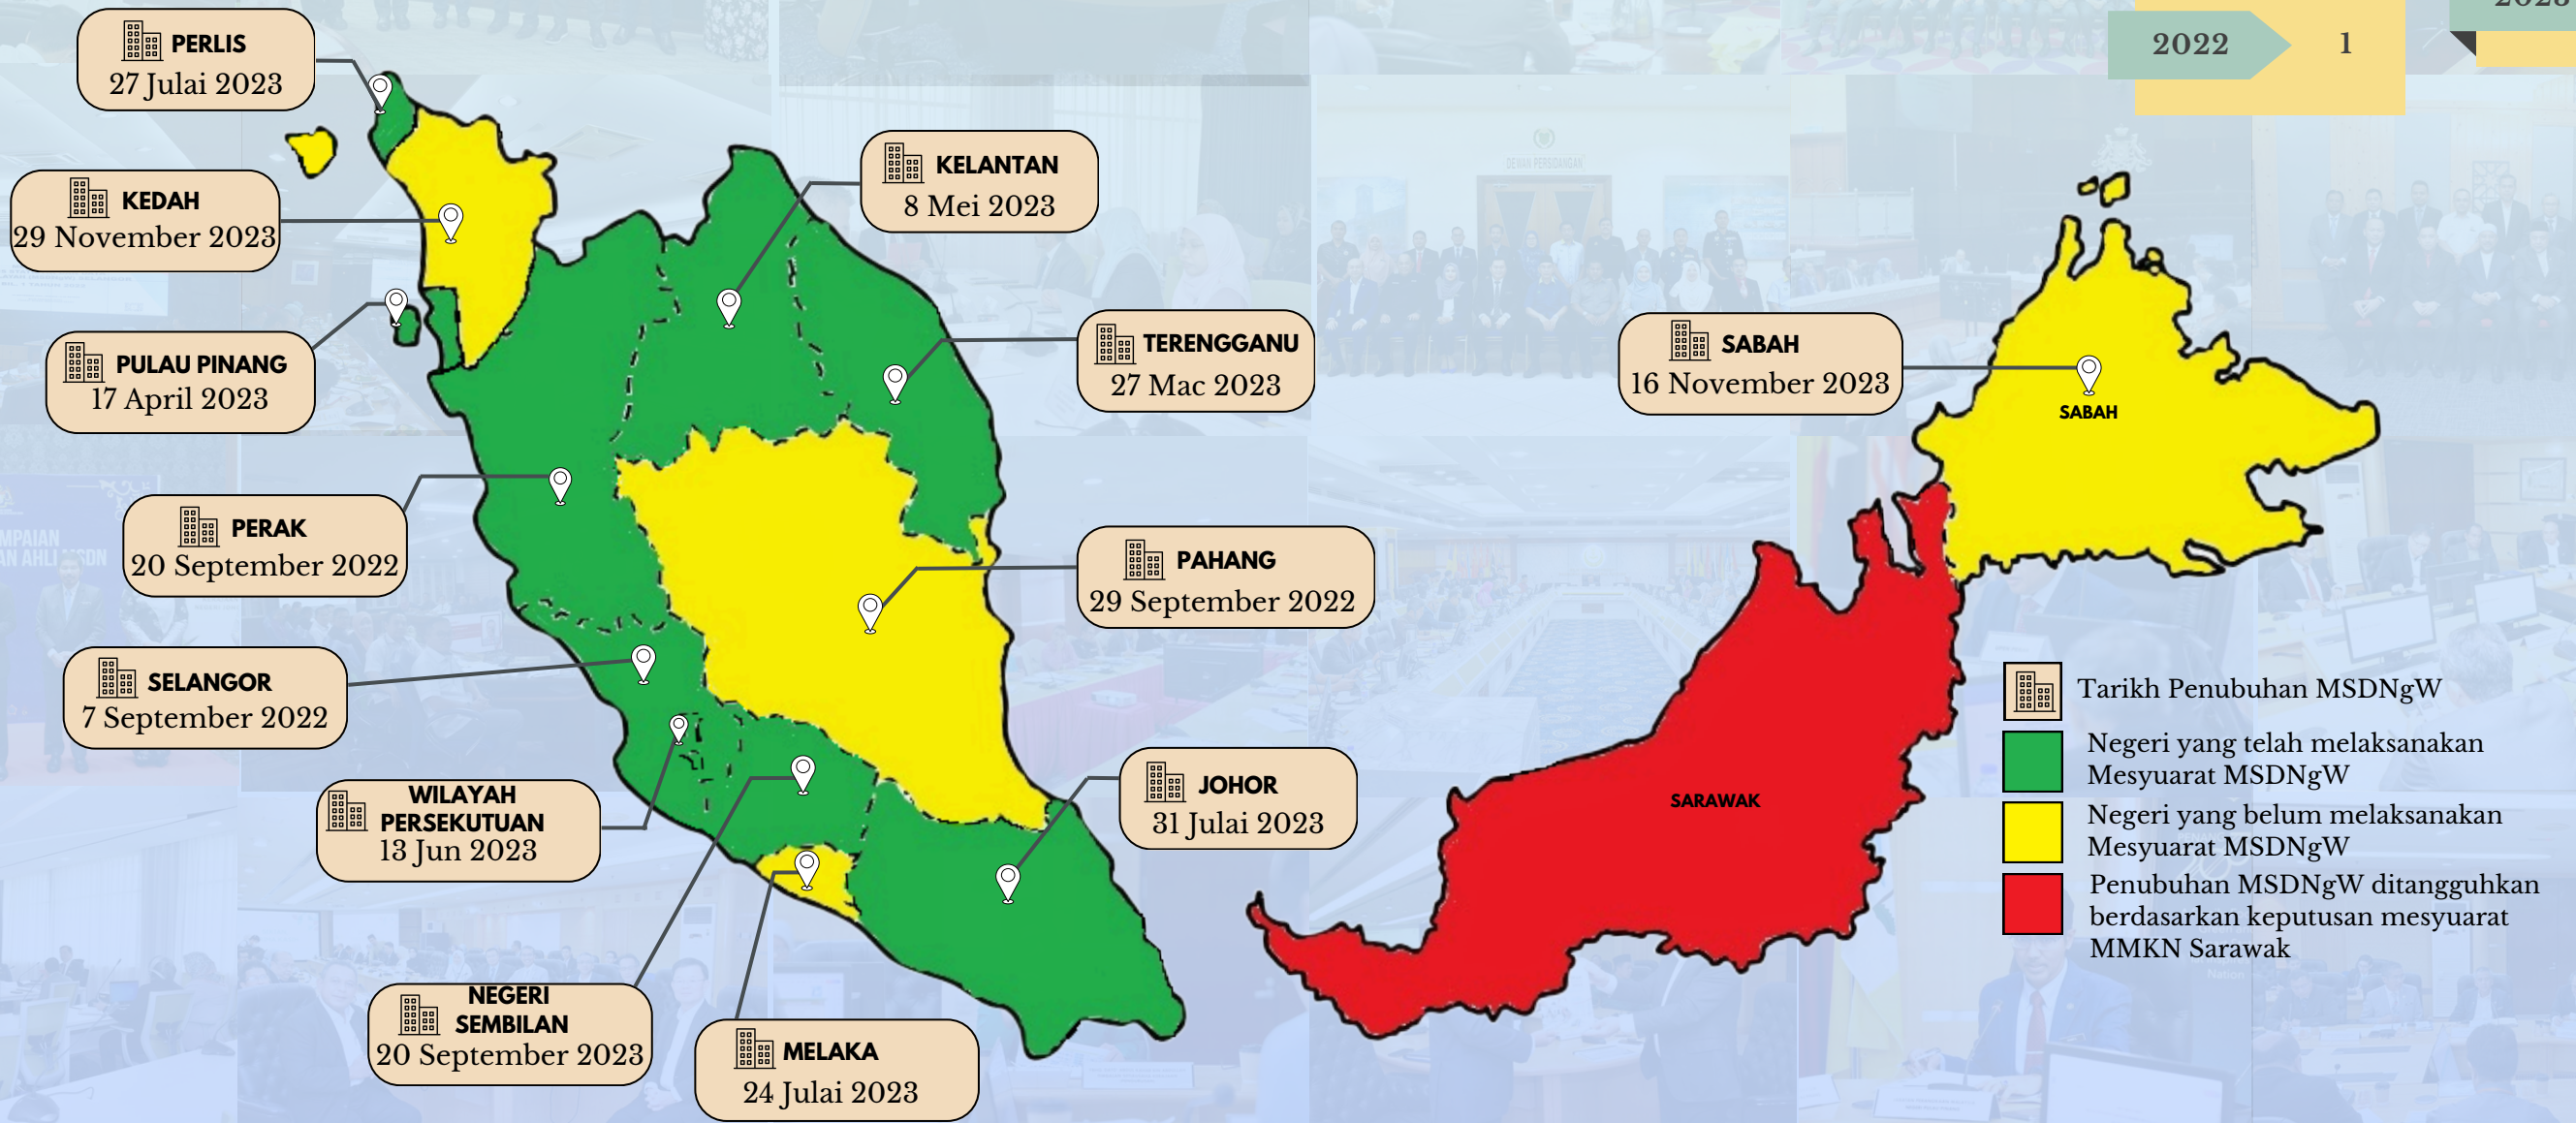 2022
1
PERLIS
27 Julai 2023
KEDAH
29 November 2023
PULAU PINANG
17 April 2023
PERAK
20 September 2022
SELANGOR
7 September 2022
WILAYAH
PERSEKUTUAN
13 Jun 2023
NEGERI
SEMBILAN
20 September 2023
MELAKA
24 Julai 2023
KELANTAN
8 Mei 2023
TERENGGANU
27 Mac 2023
PAHANG
29 September 2022
JOHOR
31 Julai 2023
SABAH
16 November 2023
SABAH
SARAWAK
DEWAN PERSIDANGAN
Tarikh Penubuhan MSDNgW
Negeri yang telah melaksanakan
Mesyuarat MSDNgW
Negeri yang belum melaksanakan
Mesyuarat MSDNgW
Penubuhan MSDNgW ditangguhkan
berdasarkan keputusan mesyuarat
MMKN Sarawak